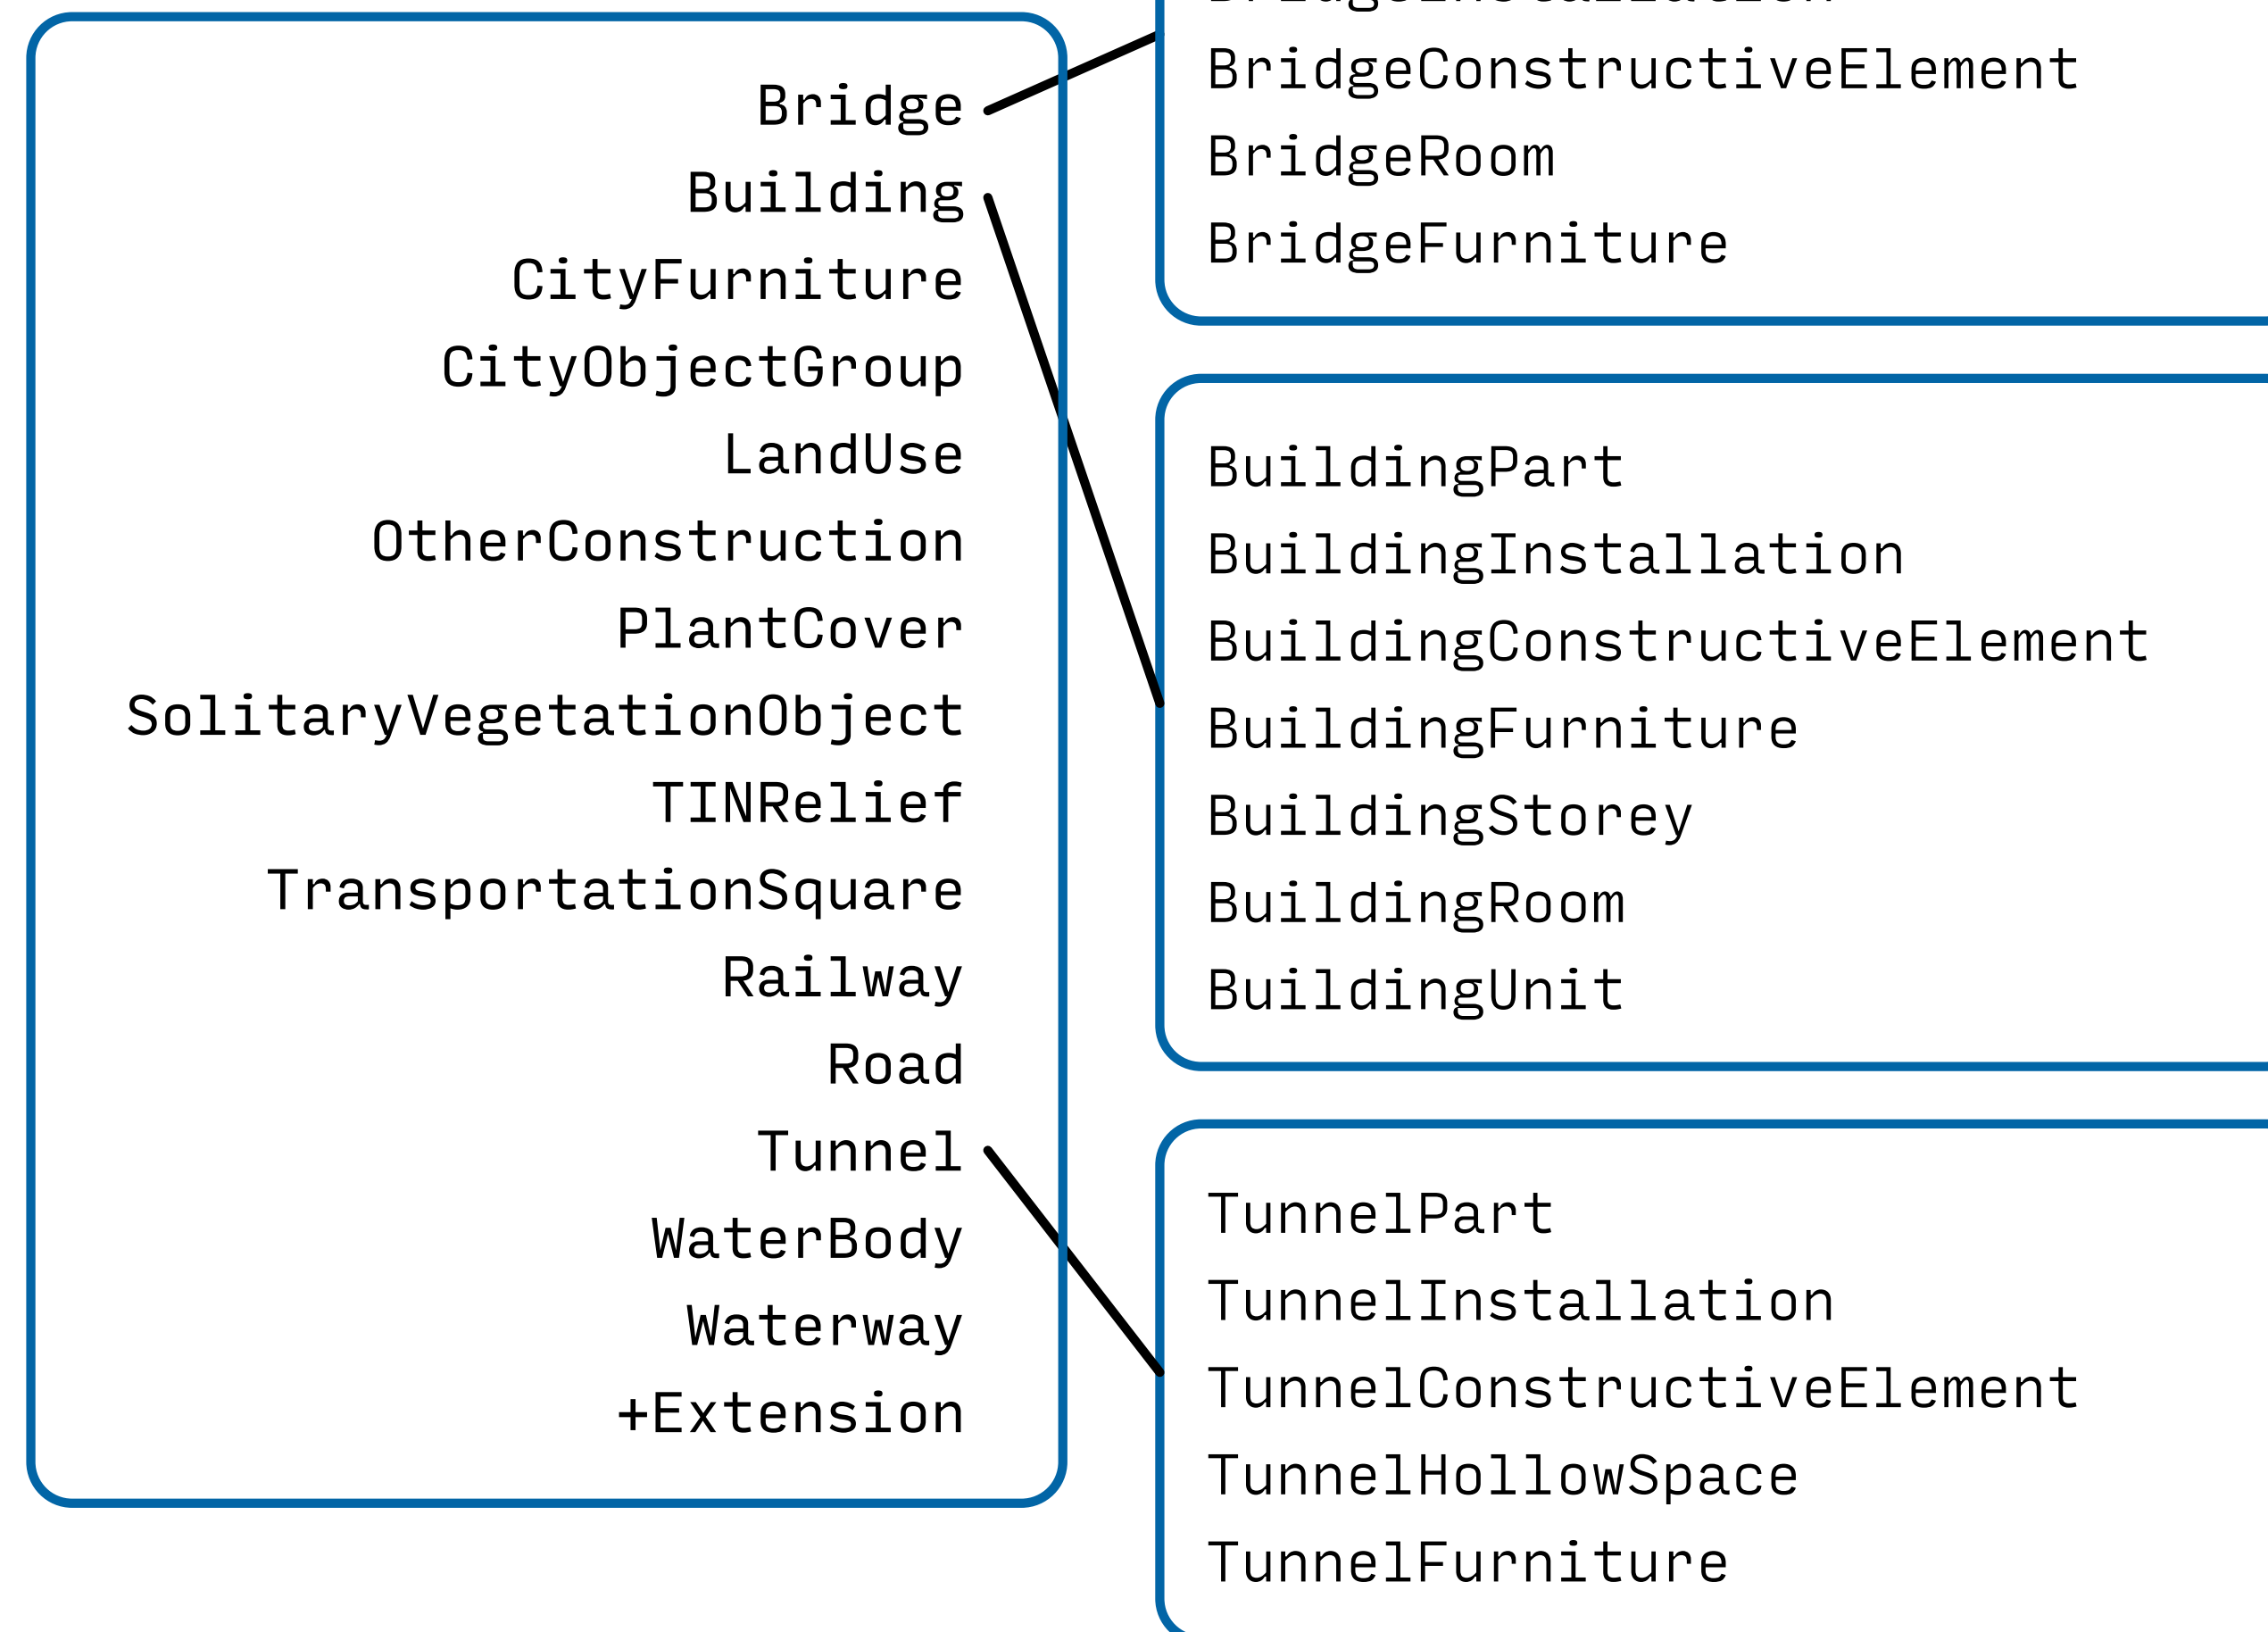 Bridge
Building
CityFurniture
CityObjectGroup
LandUse
OtherConstruction
PlantCover
SolitaryVegetationObject
TINRelief
TransportationSquare
Railway
Road
Tunnel
WaterBody
Waterway
+Extension
BridgeConstructiveElement
BridgeRoom
BridgeFurniture
BuildingPart
BuildingInstallation
BuildingConstructiveElement
BuildingFurniture
BuildingStorey
BuildingRoom
BuildingUnit
TunnelPart
TunnelInstallation
TunnelConstructiveElement
TunnelHollowSpace
TunnelFurniture